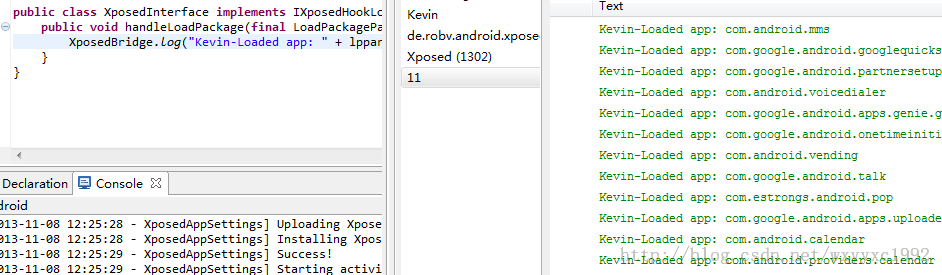 public class XposedInterface implements IXposedHookLo
public void handleLoadPackage(final LoadPackagePa
XposedBridge.log("Kevin-Loaded app: " + lppar
}
}
Declaration
Console
droid
013-11-08 12:25:28 - XposedAppSettings] Uploading Xpose
013-11-08 12:25:28 - XposedAppSettings] Installing Xpos
013-11-08 12:25:29 - XposedAppSettings] Success!
013-11-08 12:25:29 - XposedAppSettings] Starting activi
Kevin
de.robv.android.xpose
Xposed (1302)
11
Text
Kevin-Loaded app: com.android.mms
Kevin-Loaded app: com.google.android.googlequicks
Kevin-Loaded app: com.google.android.partnersetup
Kevin-Loaded app: com.android.voicedialer
Kevin-Loaded app: com.google.android.apps.genie.g
Kevin-Loaded app: com.google.android.onetimeiniti
Kevin-Loaded app: com.android.vending
Kevin-Loaded app: com.google.android.talk
Kevin-Loaded app: com.estrongs.android.pop
Kevin-Loaded app: com.google.android.apps.uploade
Kevin-Loaded app: com.android.calendar
Kevin-Loaded app: com.android.providers.calendar